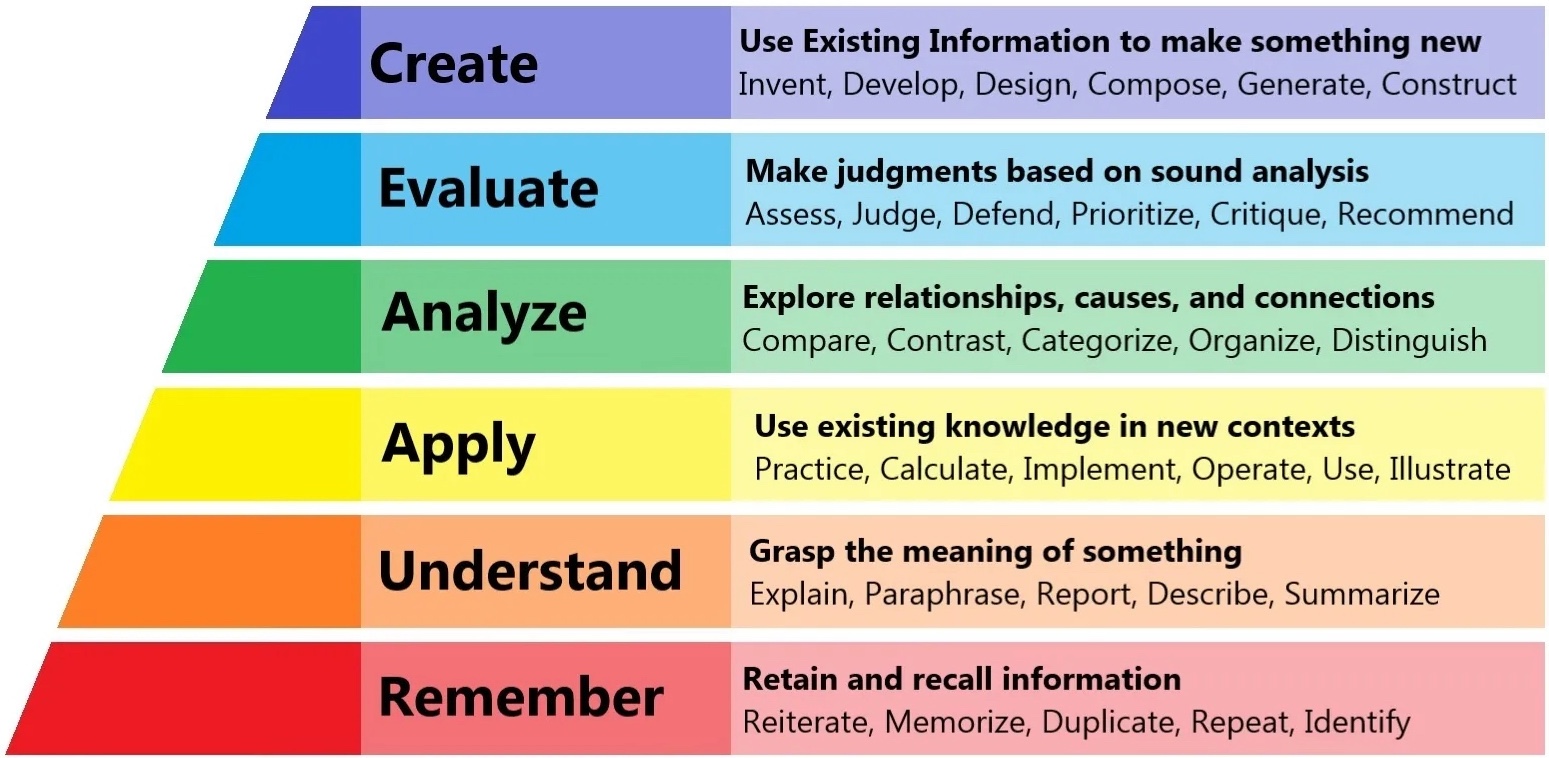 Create
Use Existing Information to make something new
Invent, Develop, Design, Compose, Generate, Construct
Evaluate
Make judgments based on sound analysis
Assess, Judge, Defend, Prioritize, Critique, Recommend
Analyze
Explore relationships, causes, and connections
Compare, Contrast, Categorize, Organize, Distinguish
Apply
Use existing knowledge in new contexts
Practice, Calculate, Implement, Operate, Use, Illustrate
Understand
Grasp the meaning of something
Explain, Paraphrase, Report, Describe, Summarize
Remember
Retain and recall information
Reiterate, Memorize, Duplicate, Repeat, Identify